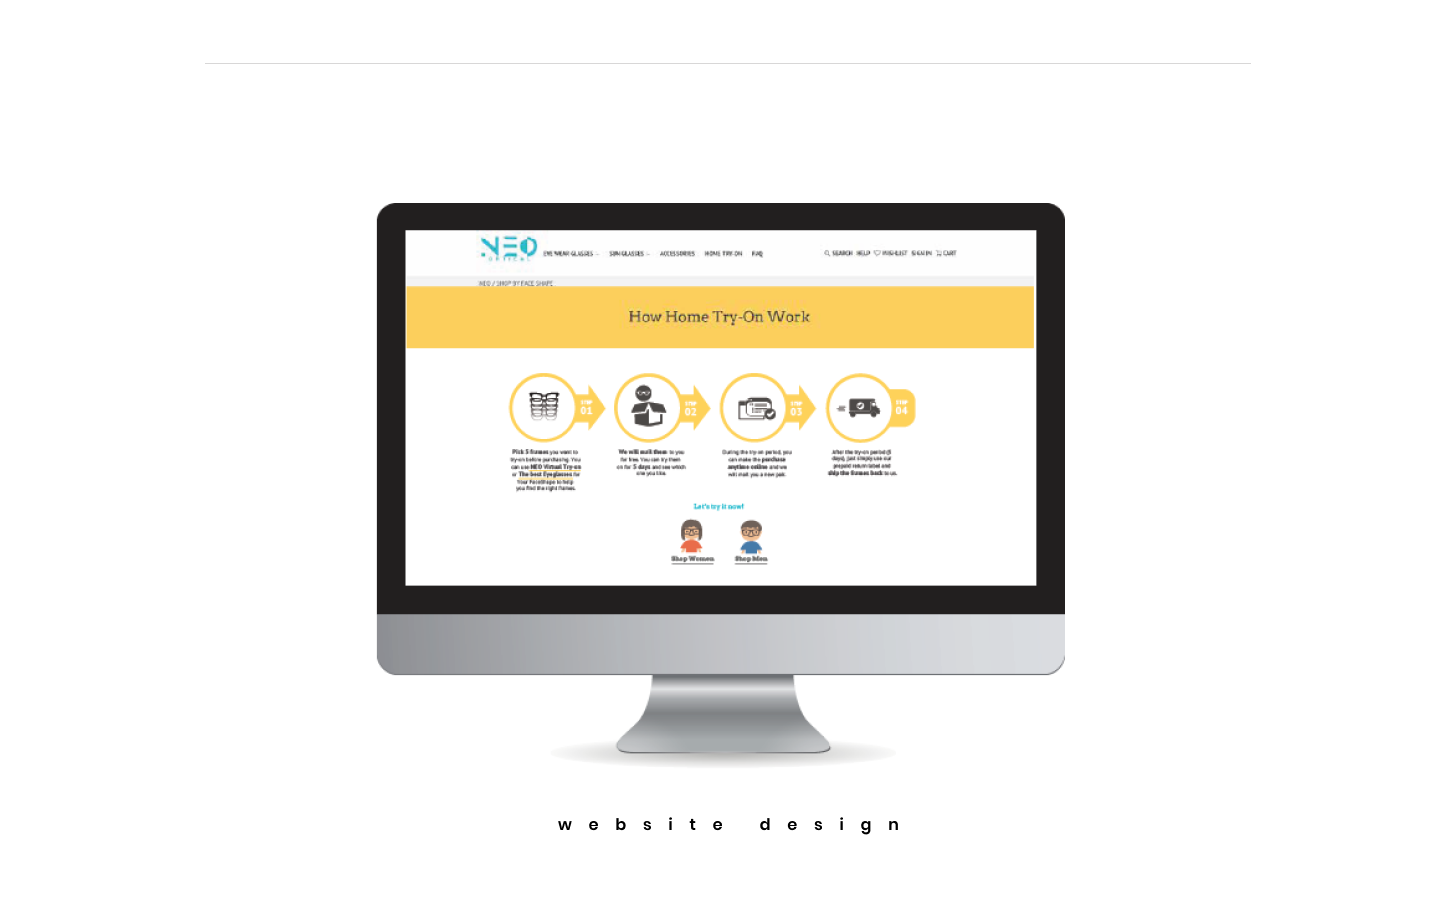 NEO
OPTICAL
EYE WEAR GLASSES
SUN GLASSES
ACCESSORIES
HOME TRY-ON
FAQ
SEARCH
HELP
WISHLIST
SIGN IN
CART
NEO / SHOP BY FACE SHAPE
How Home Try-On Work
STEP
01
Pick 5 frames you want to
try-on before purchasing. You
can use NEO Virtual Try-on
or The best Eyeglasses for
Your FaceShape to help
you find the right frames.
STEP
02
We will mail them to you
for free. You can try them
on for 5 days and see which
one you like.
STEP
03
During the try-on period, you
can make the purchase
anytime online and we
will mail you a new pair.
STEP
04
After the try-on period (5
days), just simply use our
prepaid return label and
ship the frames back to us.
Let's try it now!
Shop Women
Shop Men
website design